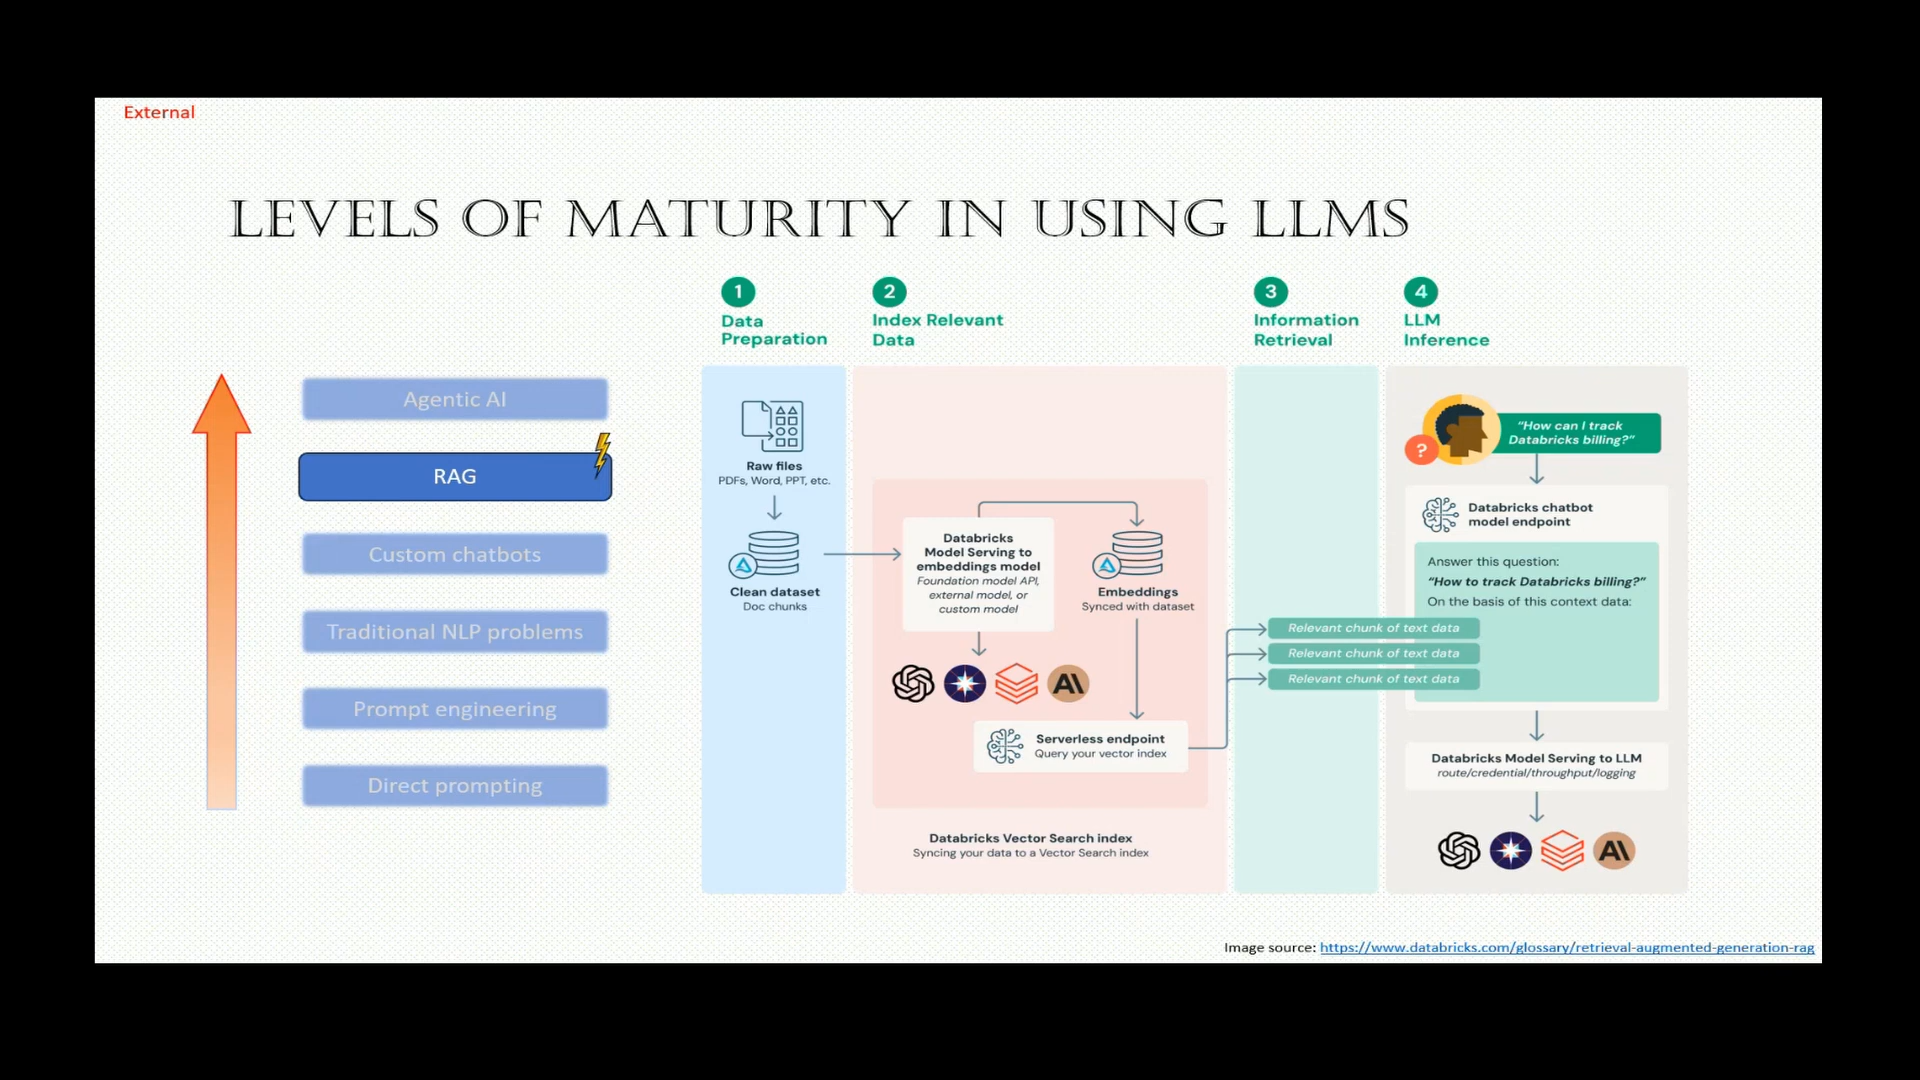 External
LEVELS OF MATURITY IN USING LLMS
Agentic AI
RAG
Custom chatbots
Traditional NLP problems
Prompt engineering
Direct prompting
1
Data
Preparation
Raw files
PDFs, Word, PPT, etc.
Clean dataset
Doc chunks
2
Index Relevant
Data
Databricks
Model Serving to
embeddings model
Foundation model API,
external model, or
custom model
Embeddings
Synced with dataset
AI
Serverless endpoint
Query your vector index
Databricks Vector Search index
Syncing your data to a Vector Search index
3
Information
Retrieval
Relevant chunk of text data
Relevant chunk of text data
Relevant chunk of text data
4
LLM
Inference
?
“How can I track
Databricks billing?”
Databricks chatbot
model endpoint
Answer this question:
“How to track Databricks billing?”
On the basis of this context data:
Databricks Model Serving to LLM
route/credential/throughput/logging
AI
Image source: https://www.databricks.com/glossary/retrieval-augmented-generation-rag